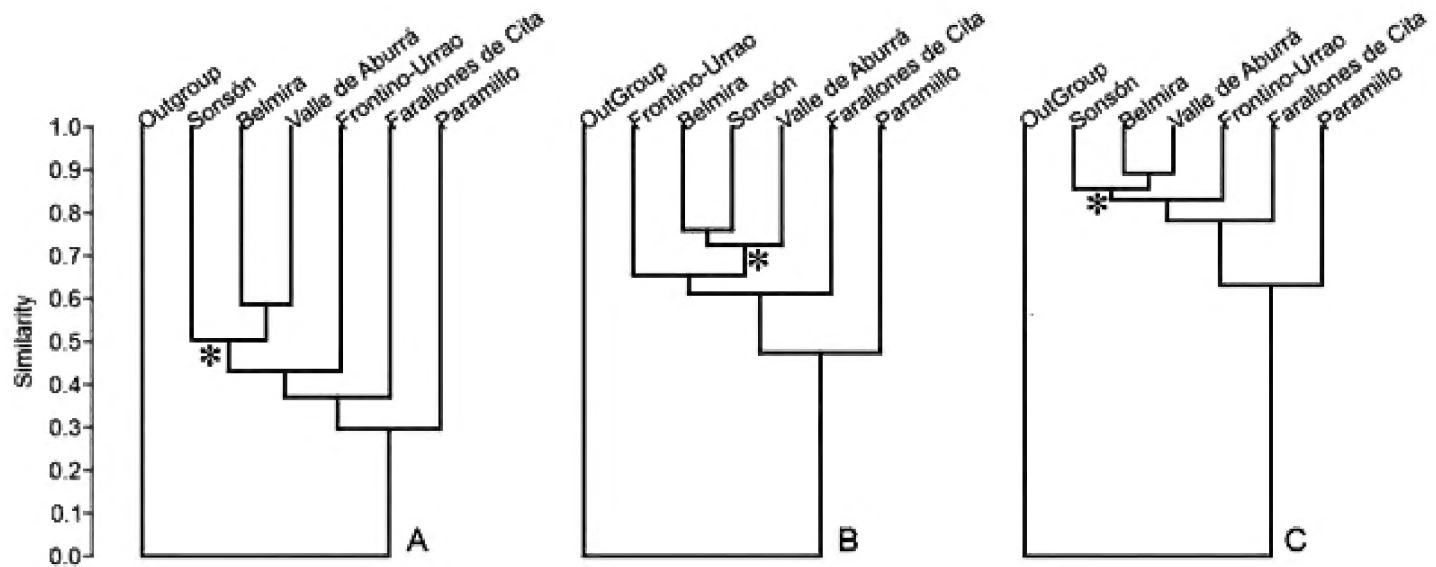 Outgroup
Sonsón
Belmira
Valle de Aburrá
Frontino-Urrao
Farallones de Cita
Paramillo
OutGroup
Frontino-Urrao
Belmira
Sonsón
Valle de Aburrá
Farallones de Cita
Paramillo
OutGroup
Sonsón
Belmira
Valle de Aburrá
Frontino-Urrao
Farallones de Cita
Paramillo
1.0
0.9
0.8
0.7
0.6
0.5
0.4
0.3
0.2
0.1
0.0
Similarity
*
*
*
A
B
C